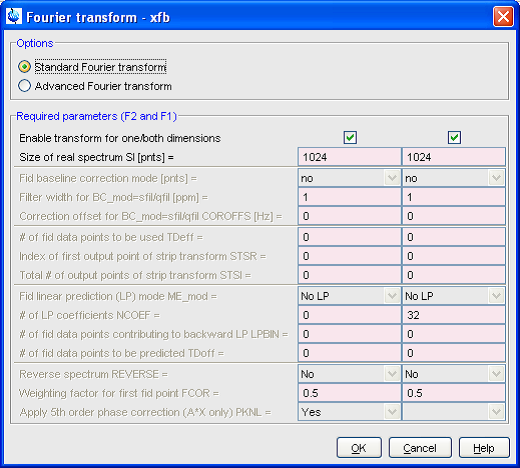 Fourier transform - xfb
Options
Standard Fourier transform
Advanced Fourier transform
Required parameters (F2 and F1)
Enable transform for one/both dimensions
Size of real spectrum SI [pnts] = 1024 1024
Fid baseline correction mode [pnts] = no no
Filter width for BC_mod=sfil/qfil [ppm] = 1 1
Correction offset for BC_mod=sfil/qfil COROFFS [Hz] = 0 0
# of fid data points to be used TDeff = 0 0
Index of first output point of strip transform STSR = 0 0
Total # of output points of strip transform STSI = 0 0
Fid linear prediction (LP) mode ME_mod = No LP No LP
# of LP coefficients NCOEF = 0 32
# of fid data points contributing to backward LP LPBIN = 0 0
# of fid data points to be predicted TDoff = 0 0
Reverse spectrum REVERSE = No No
Weighting factor for first fid point FCOR = 0.5 0.5
Apply 5th order phase correction (A*X only) PKNL = Yes
OK Cancel Help